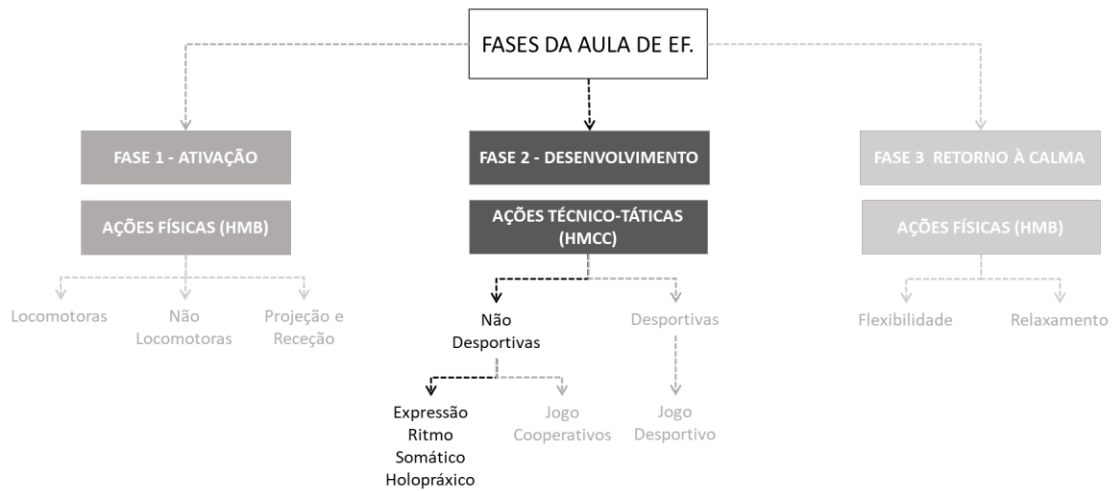 FASES DA AULA DE EF.
FASE 1 - ATIVAÇÃO
FASE 2 - DESENVOLVIMENTO
FASE 3 RETORNO À CALMA
AÇÕES FÍSICAS (HMB)
AÇÕES TÉCNICO-TÁTICAS
(HMCC)
AÇÕES FÍSICAS (HMB)
Locomotoras
Não
Locomotoras
Projeção e
Receção
Não
Desportivas
Desportivas
Flexibilidade
Relaxamento
Expressão
Ritmo
Somático
Holopráxico
Jogo
Cooperativos
Jogo
Desportivo